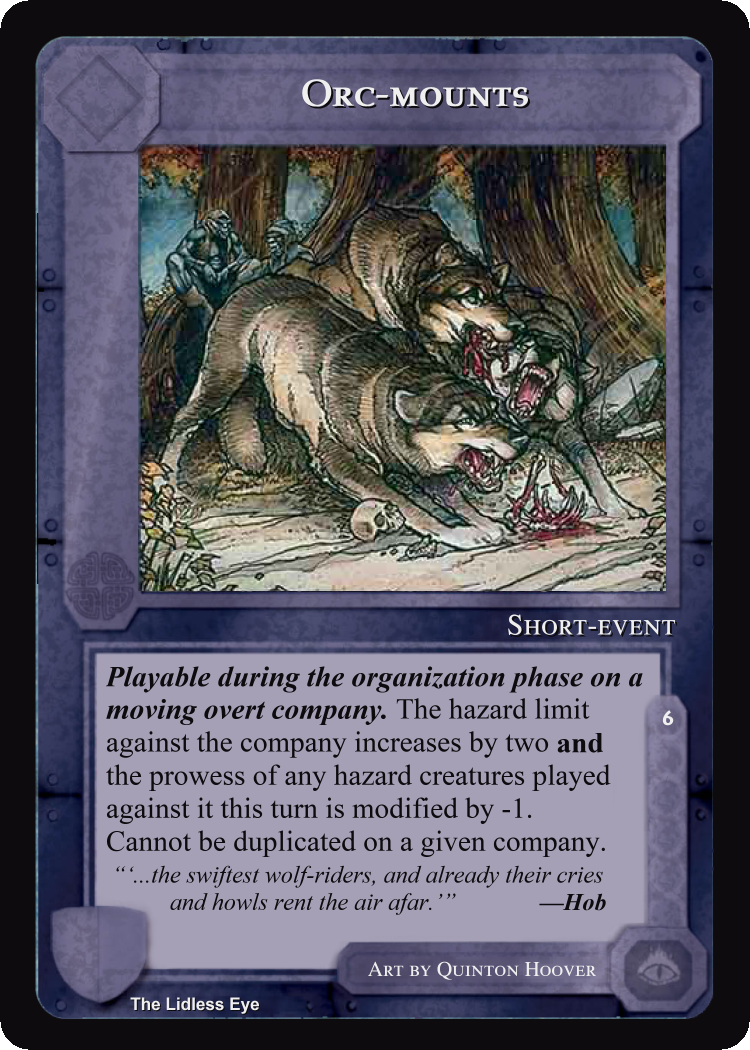 Orc-mounts
Short-event
Playable during the organization phase on a
moving overt company. The hazard limit
against the company increases by two and
the prowess of any hazard creatures played
against it this turn is modified by -1.
Cannot be duplicated on a given company.
“‘...the swiftest wolf-riders, and already their cries
and howls rent the air afar.’” —Hob
6
Art by Quinton Hoover
The Lidless Eye